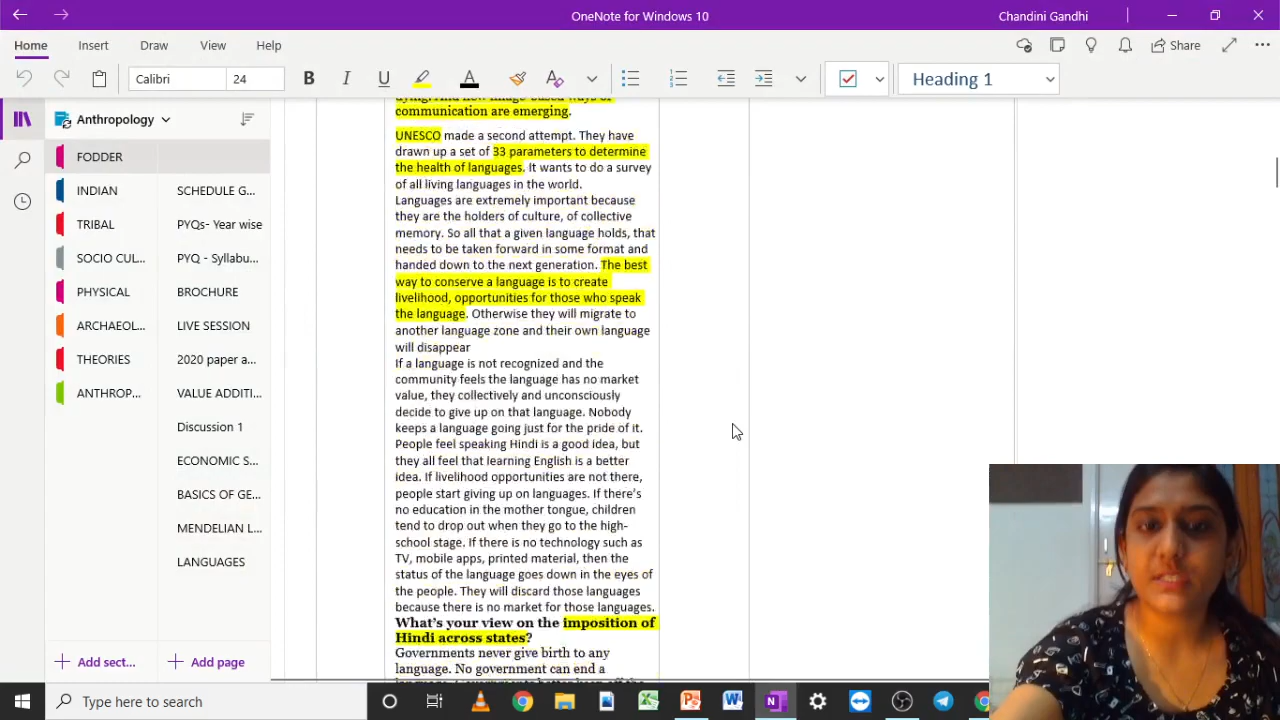 OneNote for Windows 10
Chandini Gandhi
Home
Insert
Draw
View
Help
Share
Calibri
24
B
I
U
A
Heading 1
Anthropology
FODDER
INDIAN
TRIBAL
SOCIO CUL...
PHYSICAL
ARCHAEOL...
THEORIES
ANTHROP...
SCHEDULE G...
PYQs- Year wise
PYQ - Syllabu...
BROCHURE
LIVE SESSION
2020 paper a...
VALUE ADDITI...
Discussion 1
ECONOMIC S...
BASICS OF GE...
MENDELIAN L...
LANGUAGES
Add sect...
Add page
dying. And new image-based ways of
communication are emerging.
UNESCO made a second attempt. They have
drawn up a set of 33 parameters to determine
the health of languages. It wants to do a survey
of all living languages in the world.
Languages are extremely important because
they are the holders of culture, of collective
memory. So all that a given language holds, that
needs to be taken forward in some format and
handed down to the next generation. The best
way to conserve a language is to create
livelihood, opportunities for those who speak
the language. Otherwise they will migrate to
another language zone and their own language
will disappear
If a language is not recognized and the
community feels the language has no market
value, they collectively and unconsciously
decide to give up on that language. Nobody
keeps a language going just for the pride of it.
People feel speaking Hindi is a good idea, but
they all feel that learning English is a better
idea. If livelihood opportunities are not there,
people start giving up on languages. If there's
no education in the mother tongue, children
tend to drop out when they go to the high-
school stage. If there is no technology such as
TV, mobile apps, printed material, then the
status of the language goes down in the eyes of
the people. They will discard those languages
because there is no market for those languages.
What's your view on the imposition of
Hindi across states?
Governments never give birth to any
language. No government can end a
Type here to search